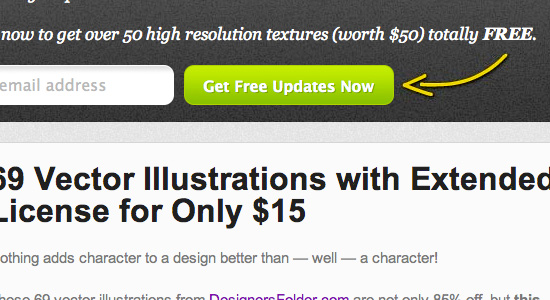 now to get over 50 high resolution textures (worth $50) totally FREE.
email address
Get Free Updates Now
69 Vector Illustrations with Extended
License for Only $15
othing adds character to a design better than — well — a character!
hose 69 vector illustrations from DesignersFolder.com are not only 85% off, but this